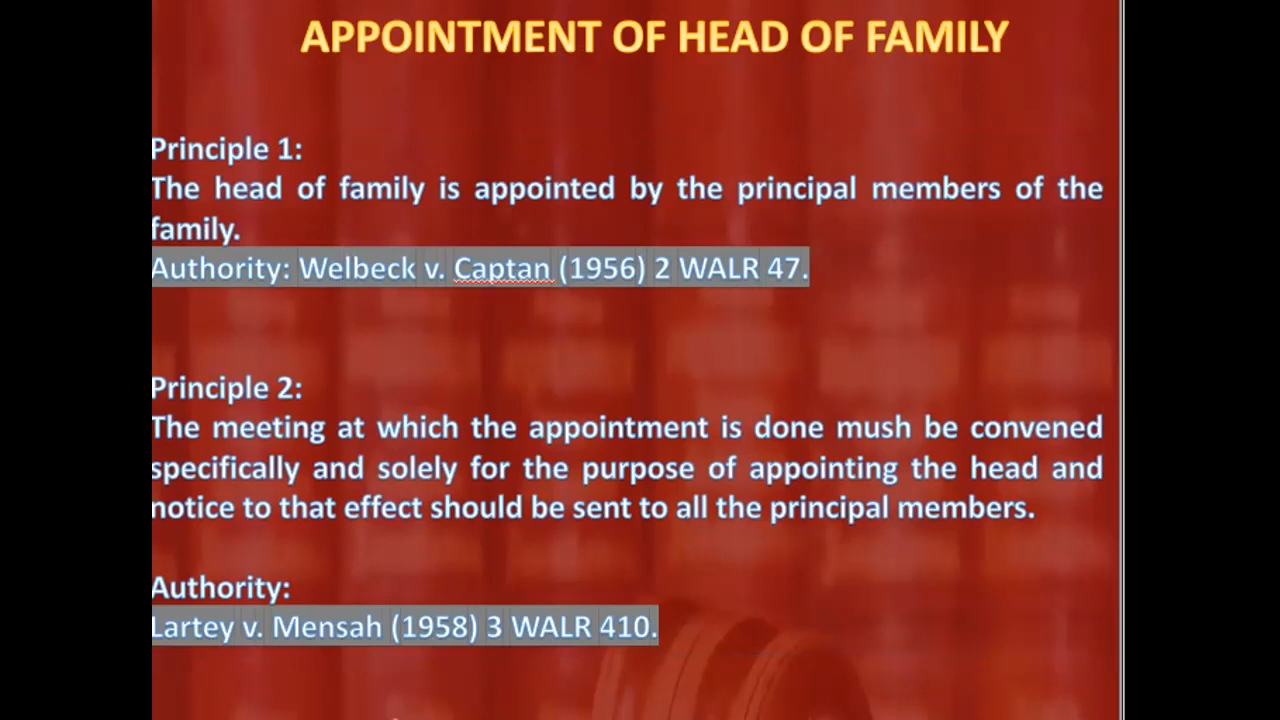 APPOINTMENT OF HEAD OF FAMILY
Principle 1:
The head of family is appointed by the principal members of the
family.
Authority: Welbeck v. Captan (1956) 2 WALR 47.
Principle 2:
The meeting at which the appointment is done mush be convened
specifically and solely for the purpose of appointing the head and
notice to that effect should be sent to all the principal members.
Authority:
Lartey v. Mensah (1958) 3 WALR 410.